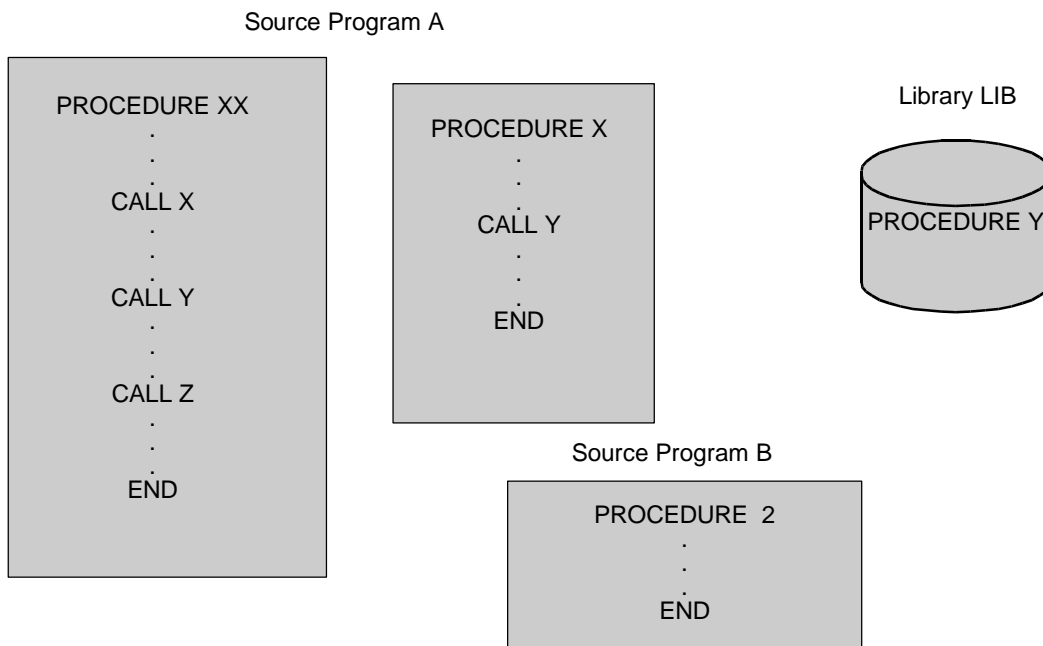 Source Program A
PROCEDURE XX
.
.
.
CALL X
.
.
.
CALL Y
.
.
.
CALL Z
.
.
.
END
PROCEDURE X
.
.
.
CALL Y
.
.
.
END
Library LIB
PROCEDURE Y
Source Program B
PROCEDURE 2
.
.
.
END